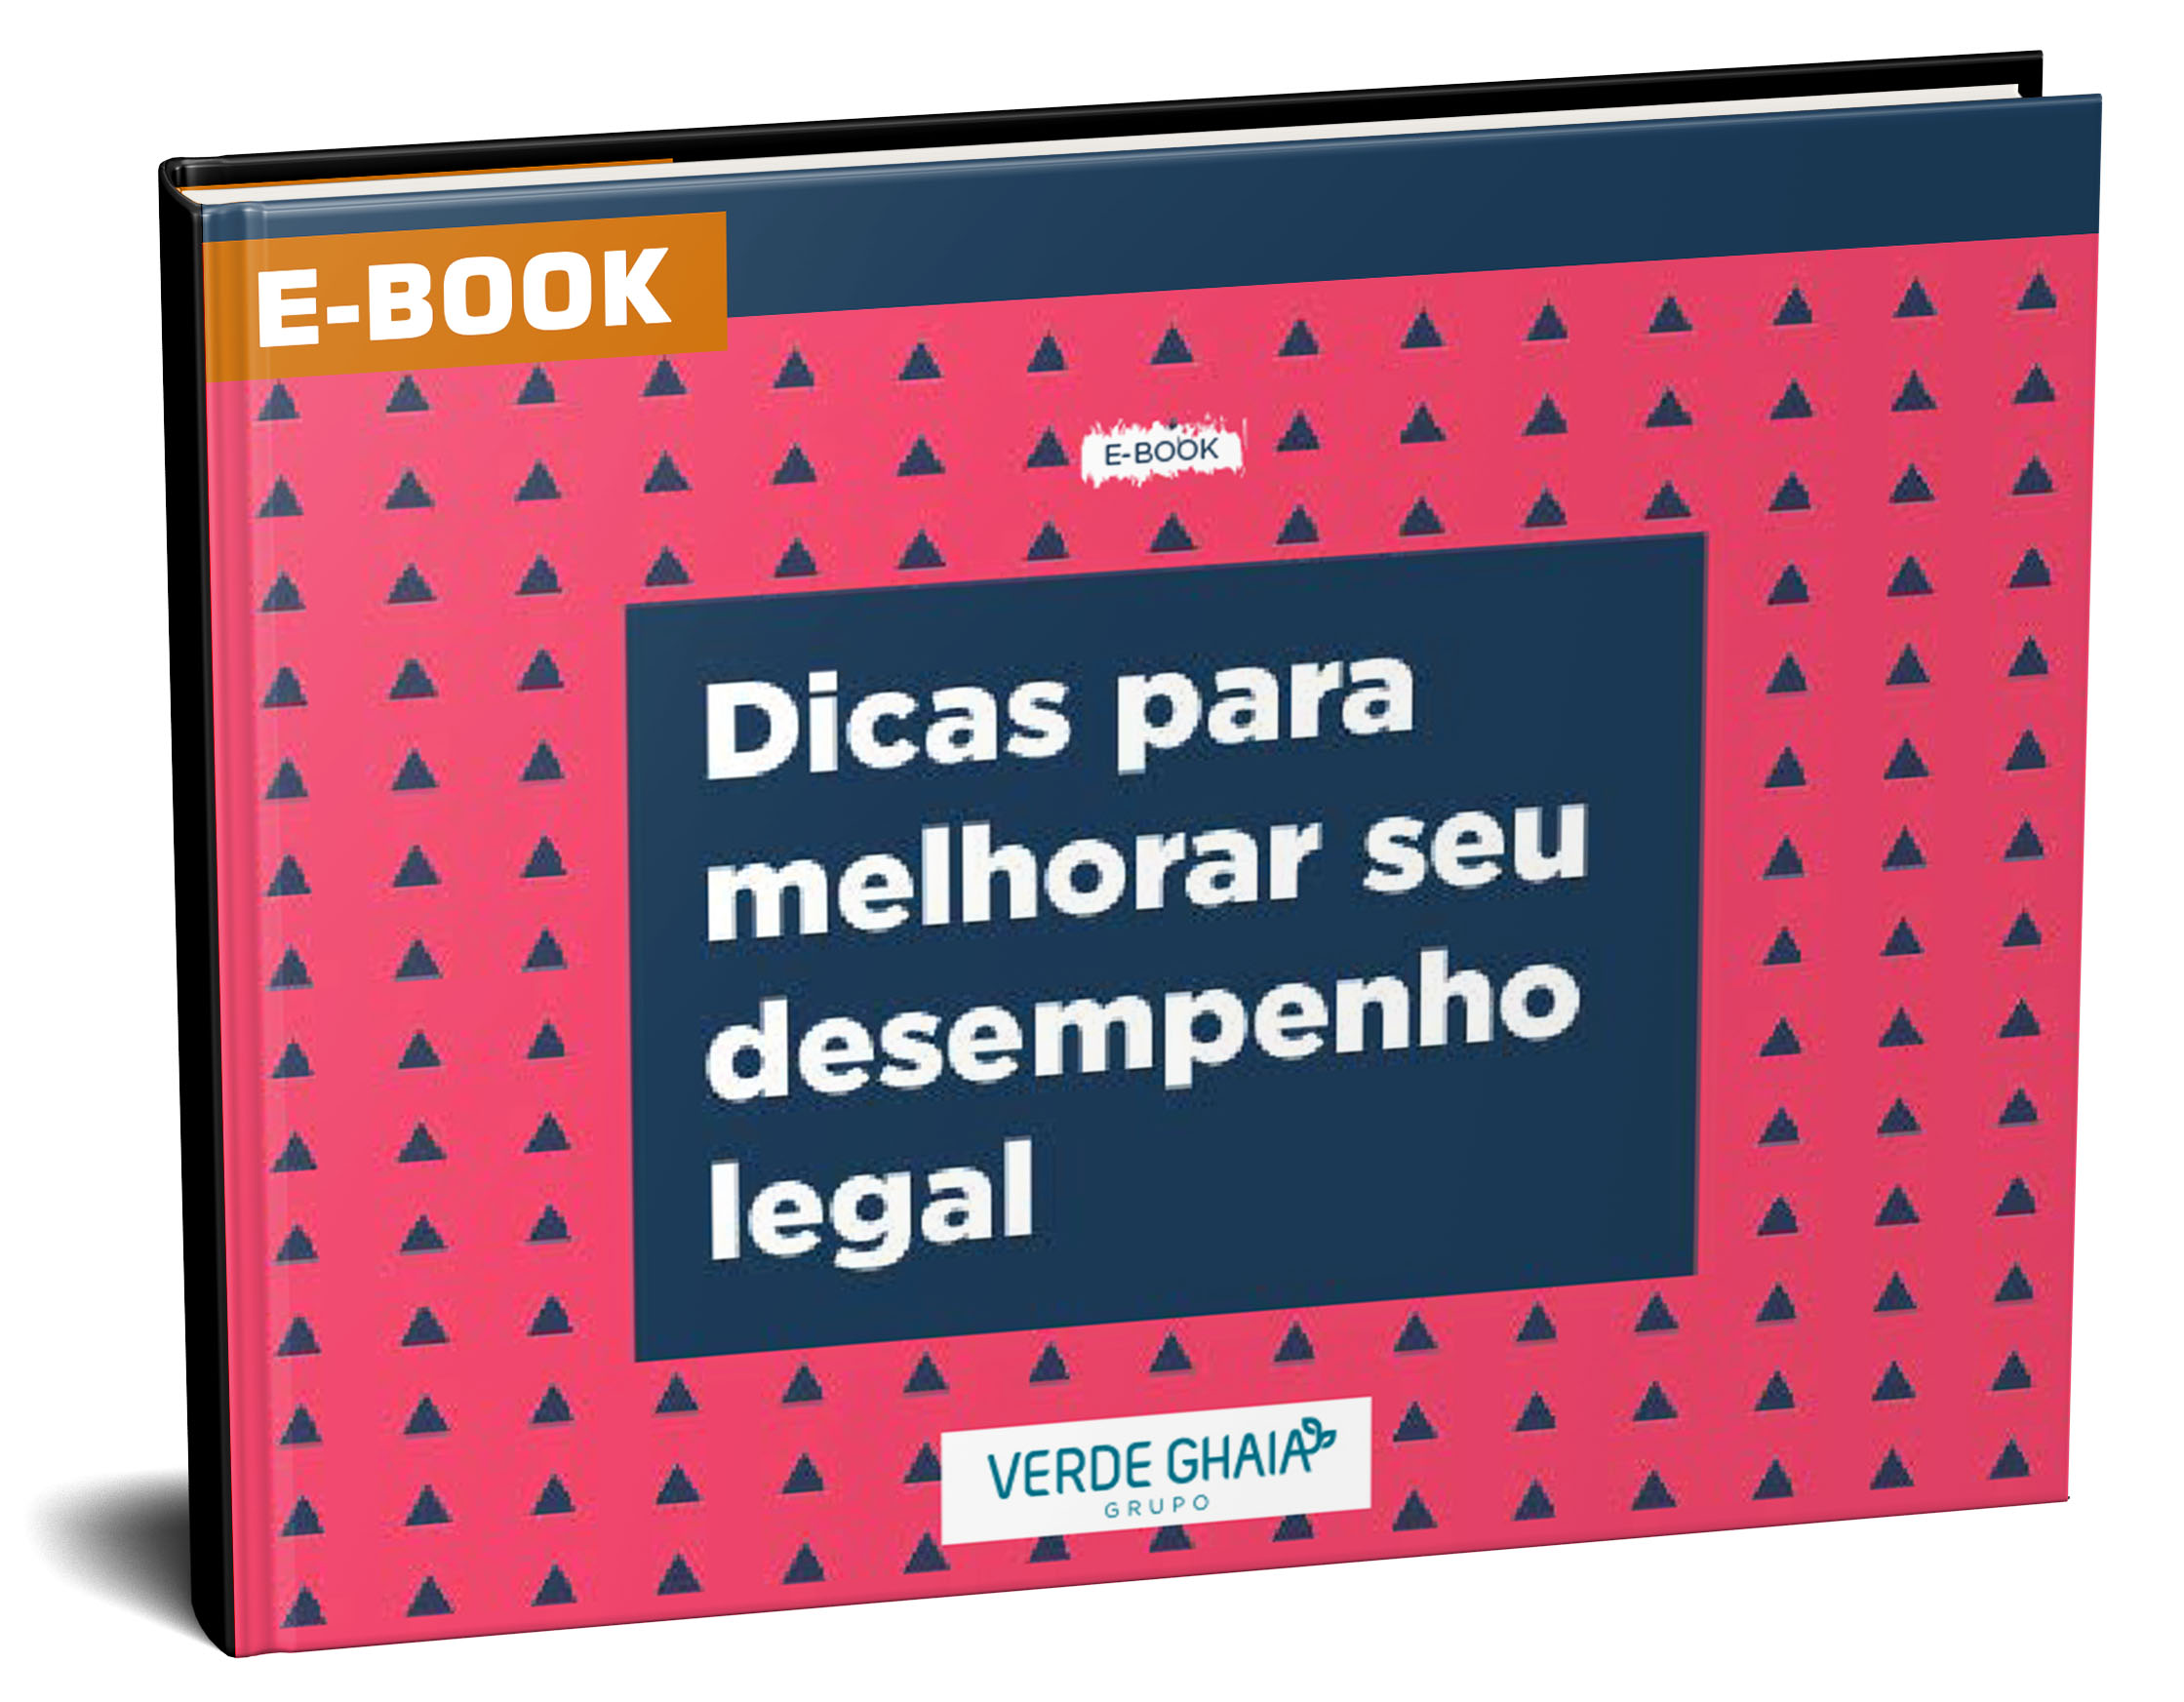 E-BOOK
E-BOOK
Dicas para
melhorar seu
desempenho
legal
VERDE GHAIA
GRUPO